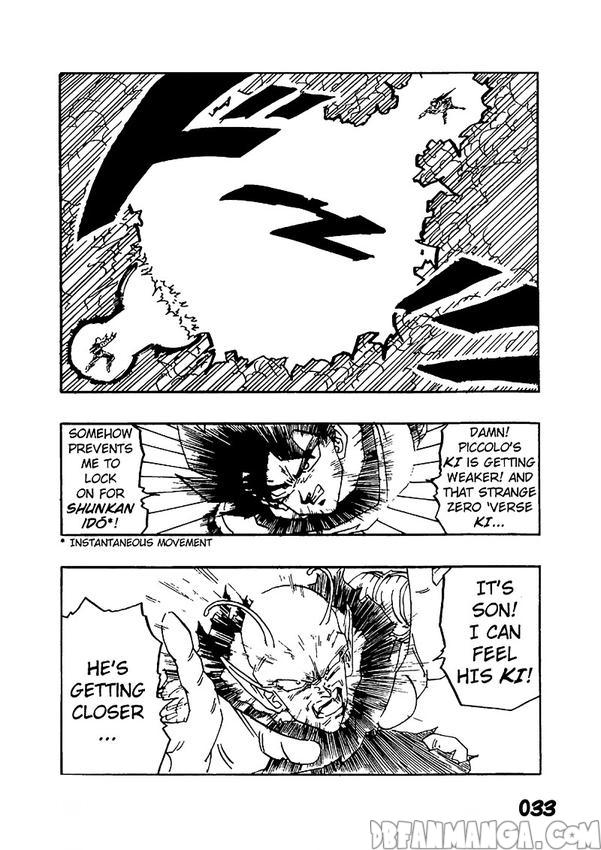 DAMN!
PICCOLO'S
KI IS GETTING
WEAKER! AND
THAT STRANGE
ZERO 'VERSE
KI...
SOMEHOW
PREVENTS
ME TO
LOCK
ON FOR
SHUNKAN
IDŌ*!
* INSTANTANEOUS MOVEMENT
IT'S
SON!
I CAN
FEEL
HIS KI!
HE'S
GETTING
CLOSER
...
033
DBFANMANGA.COM